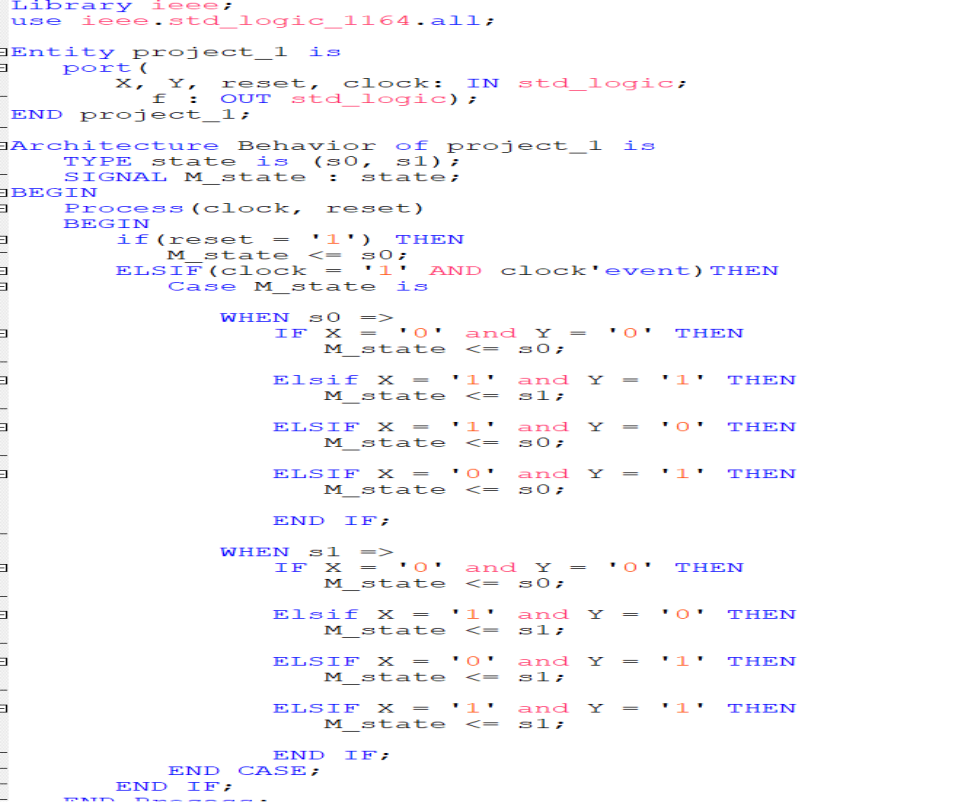 Library ieee;
use ieee.std_logic_1164.all;
Entity project_1 is
port(
X, Y, reset, clock: IN std_logic;
f : OUT std_logic);
END project_1;
Architecture Behavior of project_1 is
TYPE state is (s0, s1);
SIGNAL M_state : state;
BEGIN
Process(clock, reset)
BEGIN
if(reset = '1') THEN
M_state <= s0;
ELSIF(clock = '1' AND clock'event)THEN
Case M_state is
WHEN s0 =>
IF X = '0' and Y = '0' THEN
M_state <= s0;
Elsif X = '1' and Y = '1' THEN
M_state <= s1;
ELSIF X = '1' and Y = '0' THEN
M_state <= s0;
ELSIF X = '0' and Y = '1' THEN
M_state <= s0;
END IF;
WHEN s1 =>
IF X = '0' and Y = '0' THEN
M_state <= s0;
Elsif X = '1' and Y = '0' THEN
M_state <= s1;
ELSIF X = '0' and Y = '1' THEN
M_state <= s1;
ELSIF X = '1' and Y = '1' THEN
M_state <= s1;
END IF;
END CASE;
END IF;
END Process;